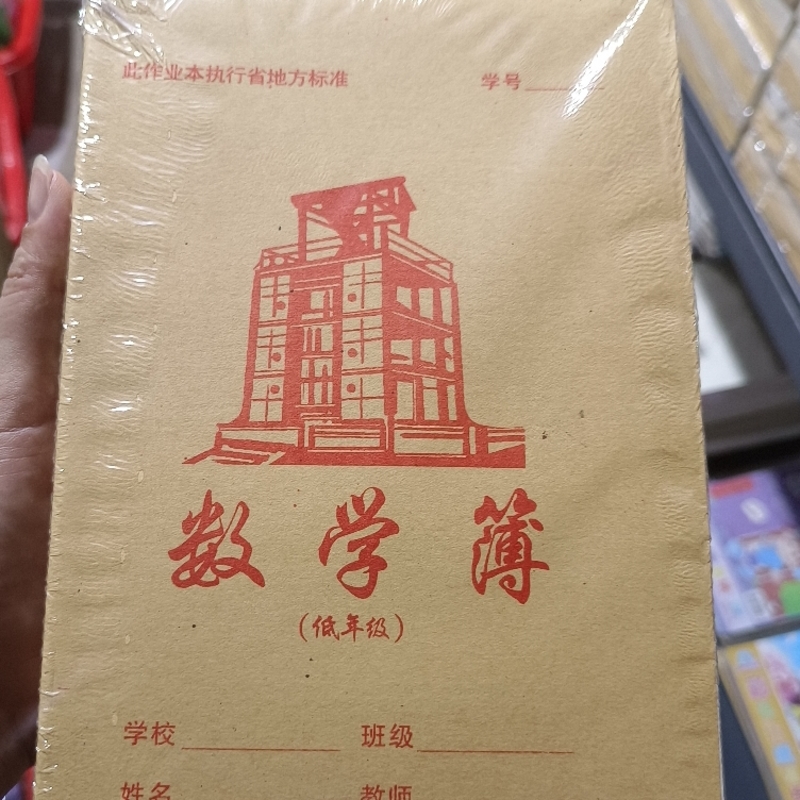 此作业本执行省地方标准 学号
数学簿
(低年级)
学校 班级
姓名 教师